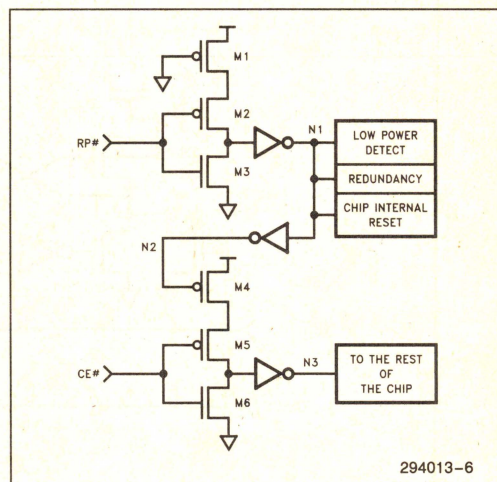 M1
M2
N1
LOW POWER
DETECT
RP#
REDUNDANCY
M3
CHIP INTERNAL
RESET
N2
M4
M5
N3
TO THE REST
OF
THE CHIP
CE#
M6
294013-6